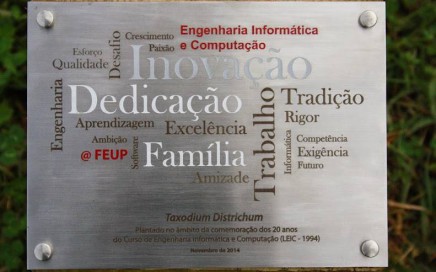 Engenharia Informática
e Computação
Crescimento
Paixão
Desafio
Esforço
Qualidade
Inovação
Engenharia
Dedicação
Tradição
Rigor
Trabalho
Aprendizagem
Excelência
Ambição
@ FEUP
Software
Família
Amizade
Informática
Competência
Exigência
Futuro
Taxodium Districhum
Plantado no âmbito da comemoração dos 20 anos
do Curso de Engenharia Informática e Computação (LEIC - 1994)
Novembro de 2014